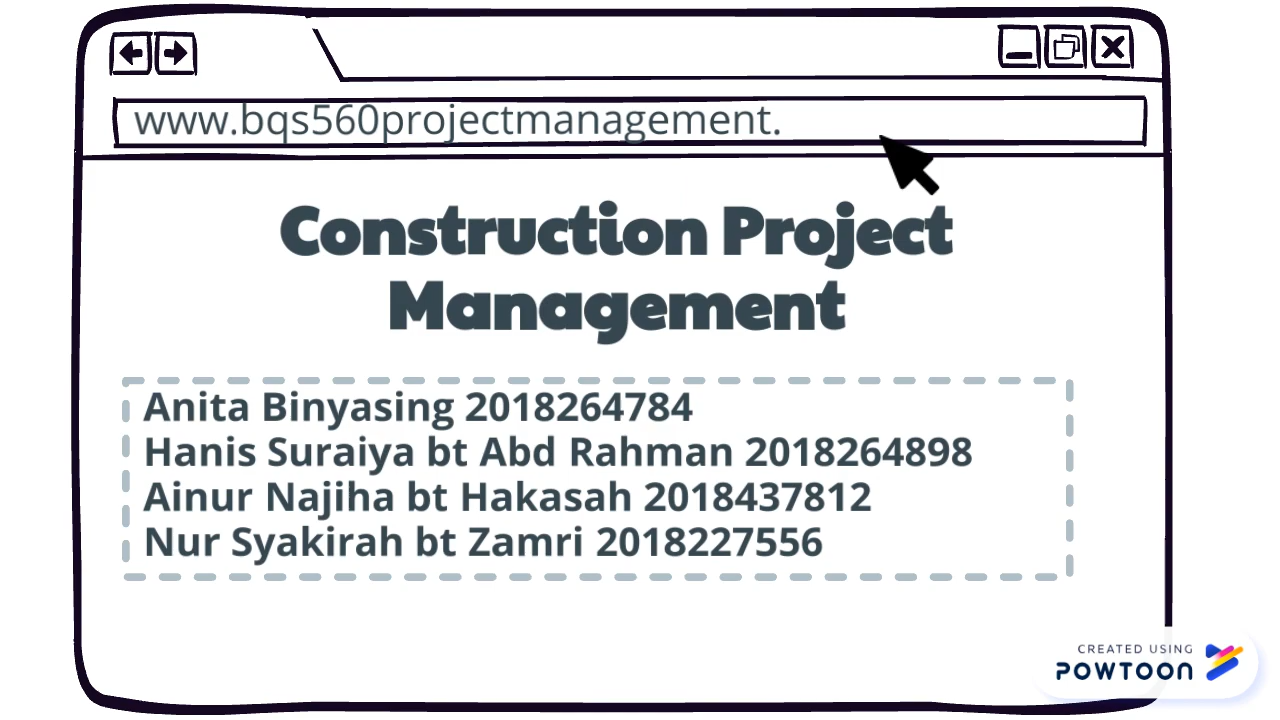 www.bqs560projectmanagement.
Construction Project
Management
Anita Binyasing 2018264784
Hanis Suraiya bt Abd Rahman 2018264898
Ainur Najiha bt Hakasah 2018437812
Nur Syakirah bt Zamri 2018227556
CREATED USING
POWTOON